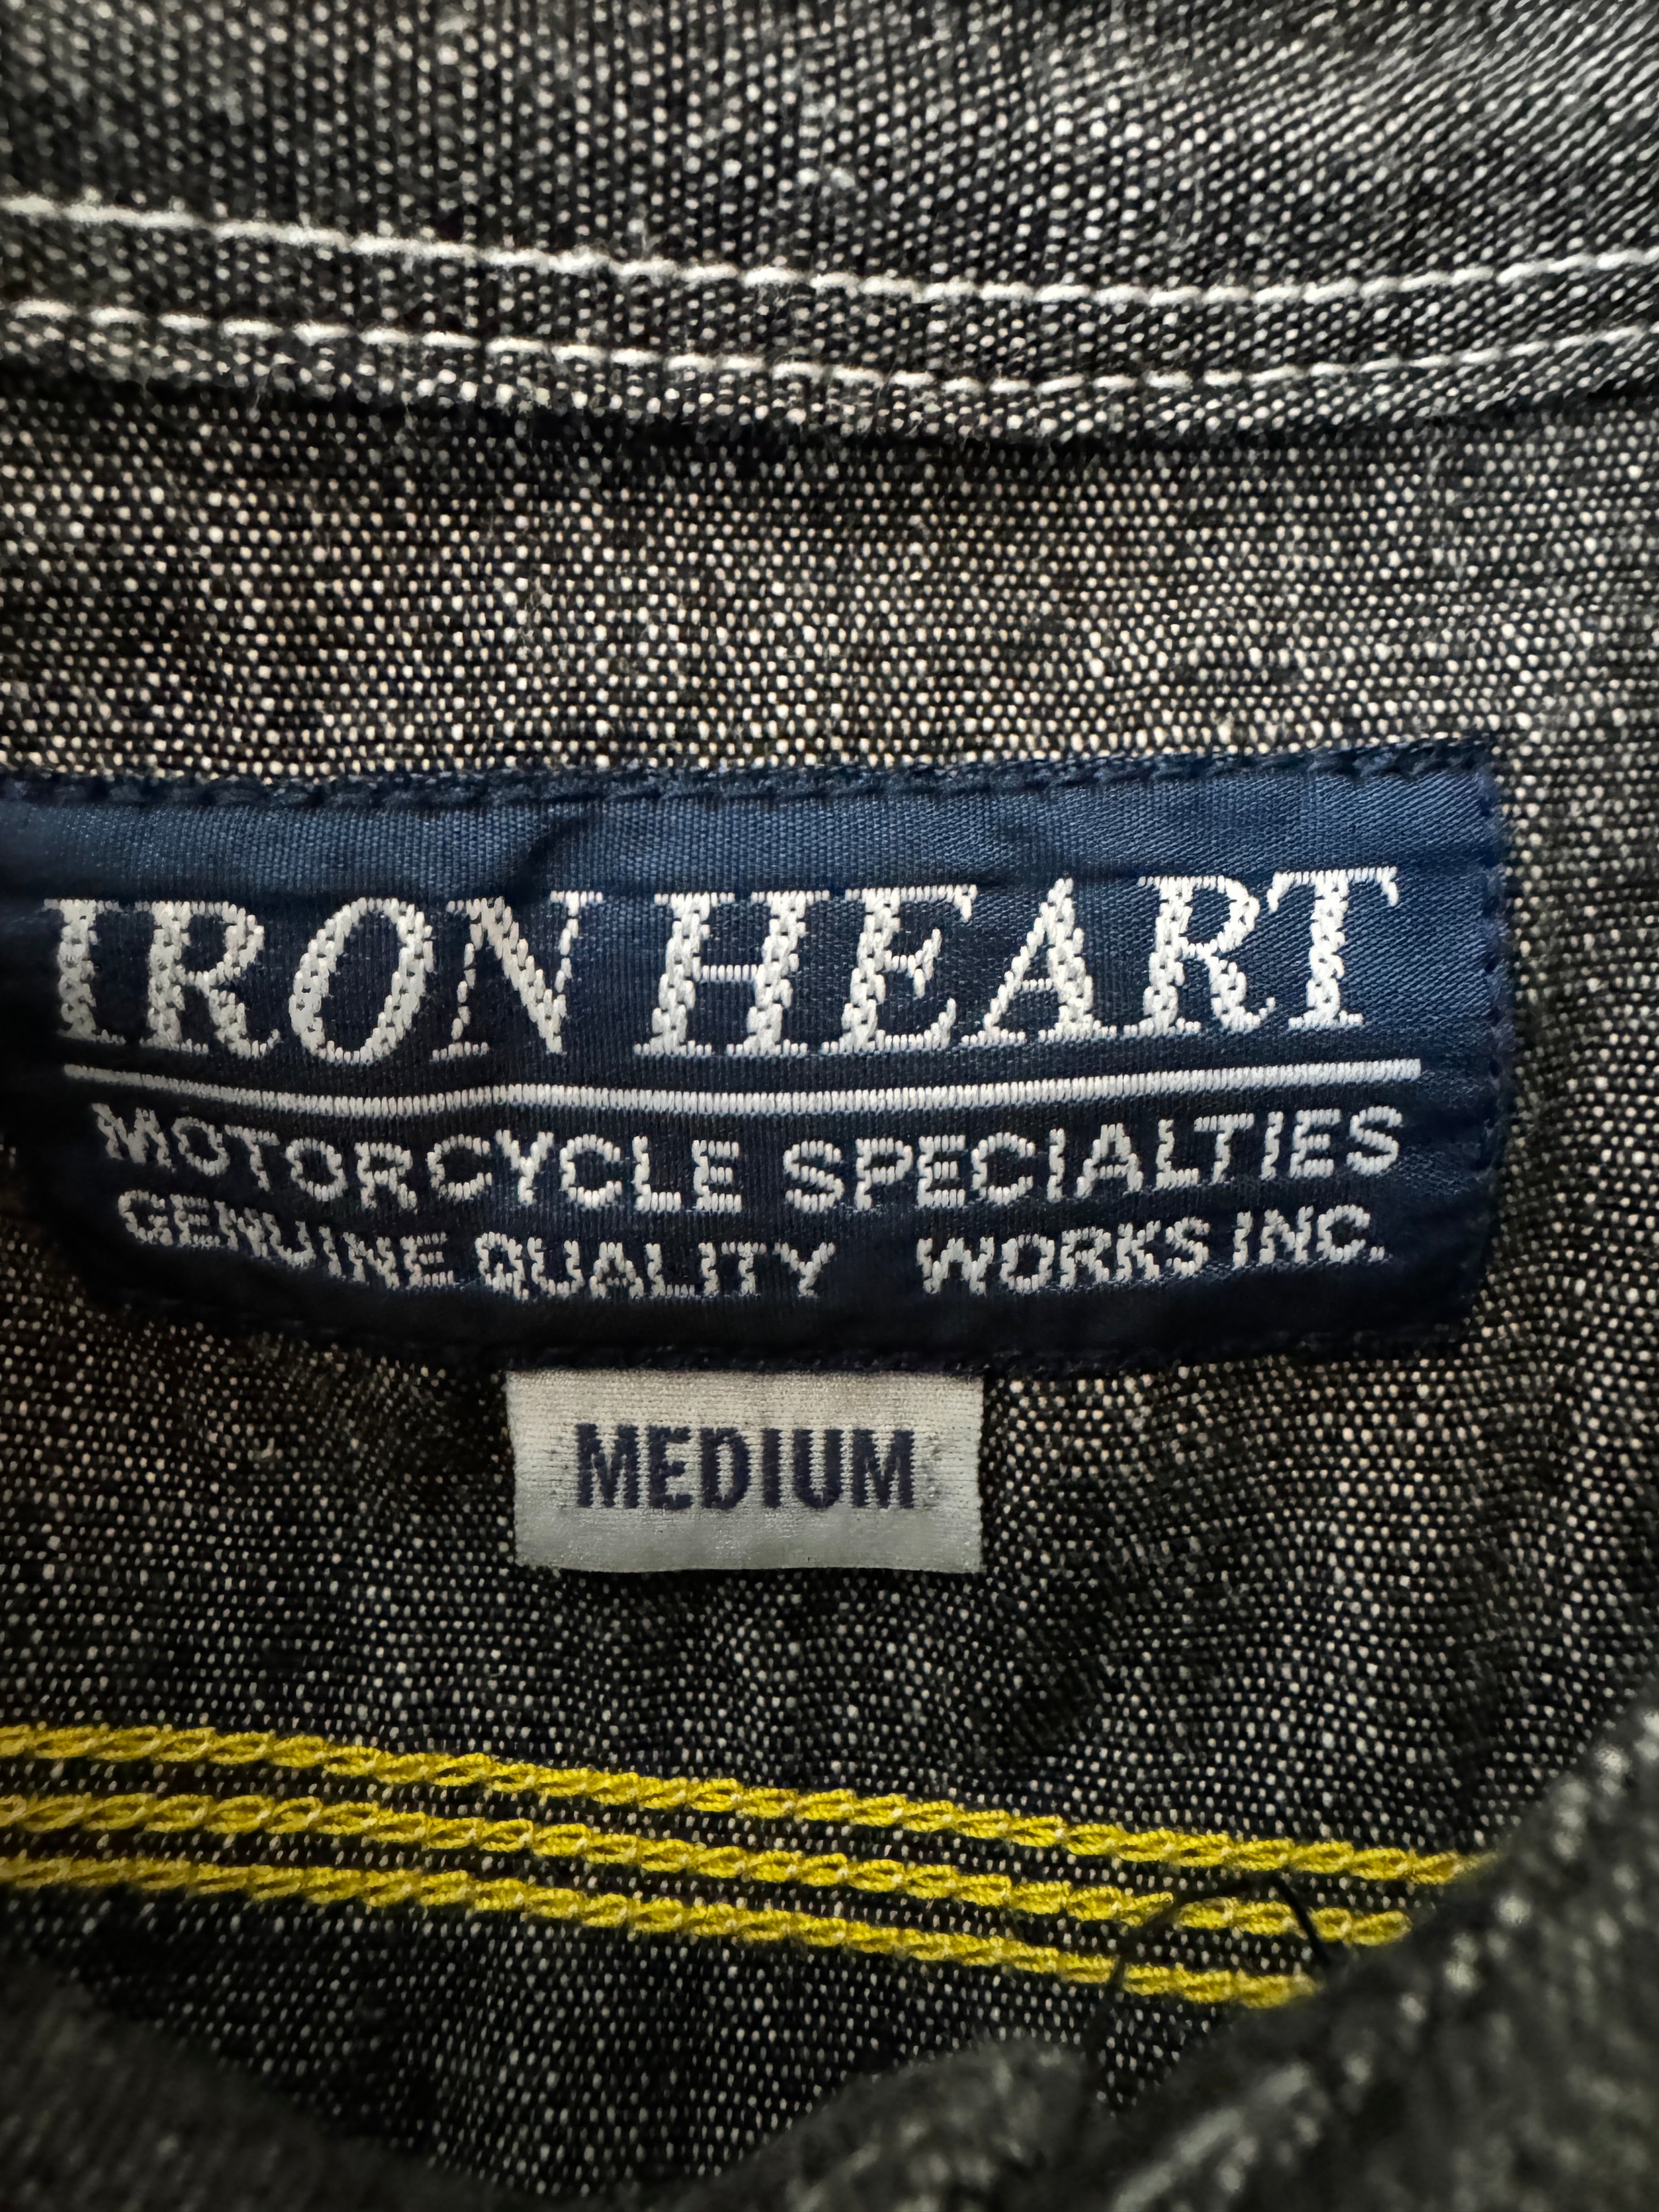 IRON HEART
MOTORCYCLE SPECIALTIES
GENUINE QUALITY WORKS INC.
MEDIUM